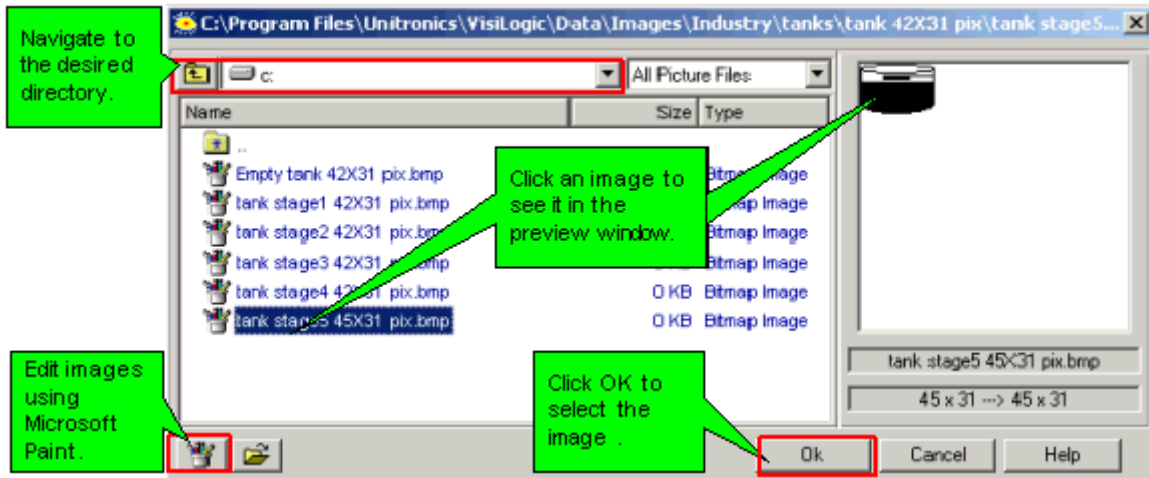 C:\Program Files\Unitronics\VisiLogic\Data\Images\Industry\tanks\tank 42X31 pix\tank stage5....
Navigate to
the desired
directory.
c:
All Picture Files
Name
Size
Type
..
Empty tank 42X31 pix.bmp
Bitmap Image
tank stage1 42X31 pix.bmp
Bitmap Image
tank stage2 42X31 pix.bmp
Bitmap Image
tank stage3 42X31 pix.bmp
Bitmap Image
tank stage4 42X31 pix.bmp
0 KB
Bitmap Image
tank stage5 45X31 pix.bmp
0 KB
Bitmap Image
Click an image to
see it in the
preview window.
tank stage5 45X31 pix.bmp
45 x 31 ---> 45 x 31
Edit images
using
Microsoft
Paint.
Click OK to
select the
image .
Ok
Cancel
Help